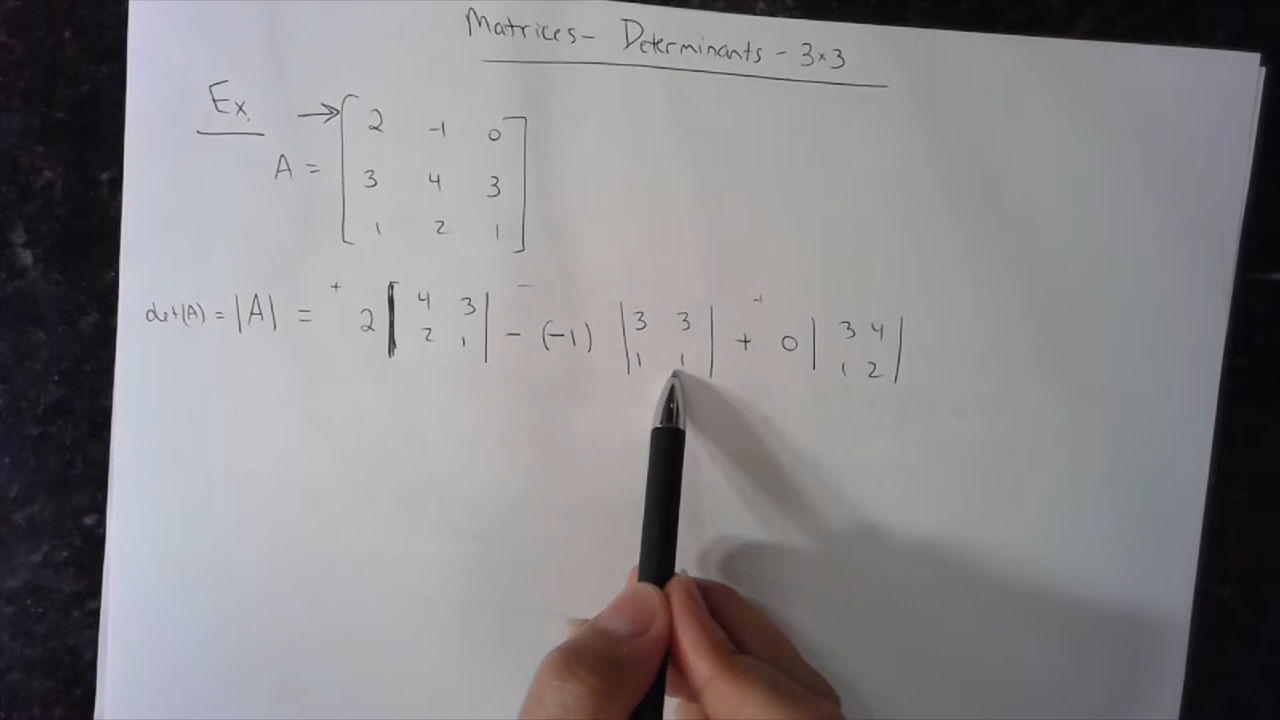 Matrices - Determinants - 3×3
Ex.
→ [ 2 -1 0 ]
A = [ 3 4 3 ]
[ 1 2 1 ]
+ - +
det(A) = |A| = 2 | 4 3 | - (-1) | 3 3 | + 0 | 3 4 |
| 2 1 | | 1 1 | | 1 2 |